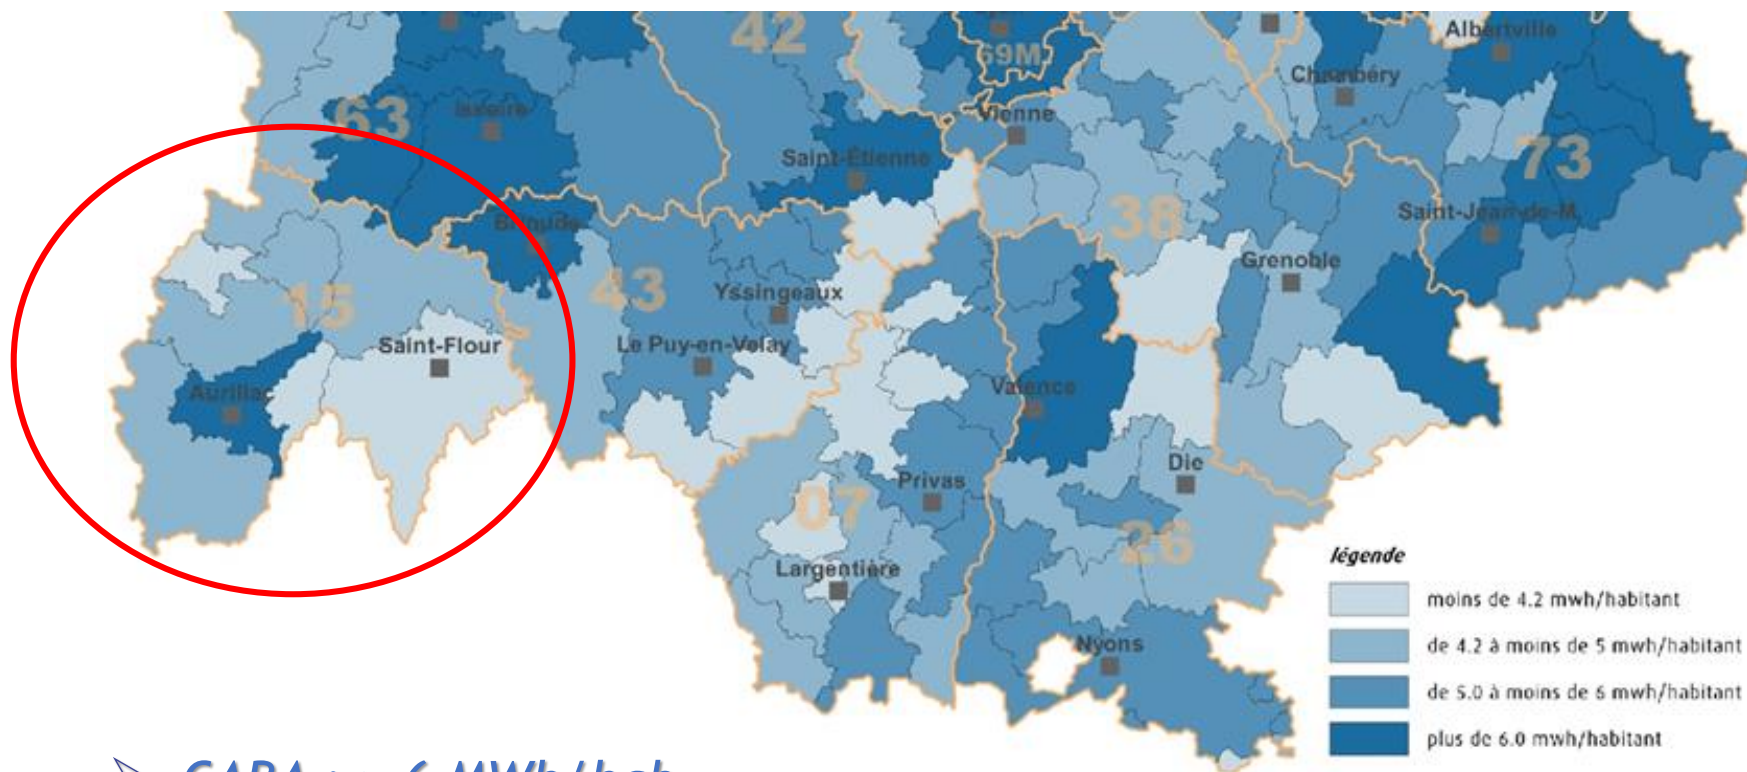 42
Albertville
69M
Chambéry
63
Issoire
Vienne
Saint-Étienne
73
38
Saint-Jean-de-M.
Brioude
Grenoble
43
15
Yssingeaux
Saint-Flour
Le Puy-en-Velay
Aurillac
Valence
Die
Privas
07
26
Largentière
Nyons
légende
moins de 4.2 mwh/habitant
de 4.2 à moins de 5 mwh/habitant
de 5.0 à moins de 6 mwh/habitant
plus de 6.0 mwh/habitant